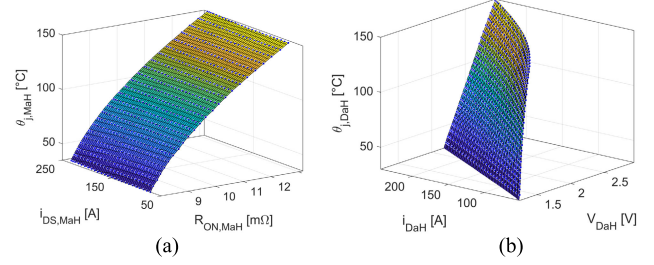 150
100
50
θj,MaH [°C]
250
150
50
iDS,MaH [A]
9
10
11
12
RON,MaH [mΩ]
(a)
150
100
50
θj,DaH [°C]
200
150
100
iDaH [A]
1.5
2
2.5
VDaH [V]
(b)